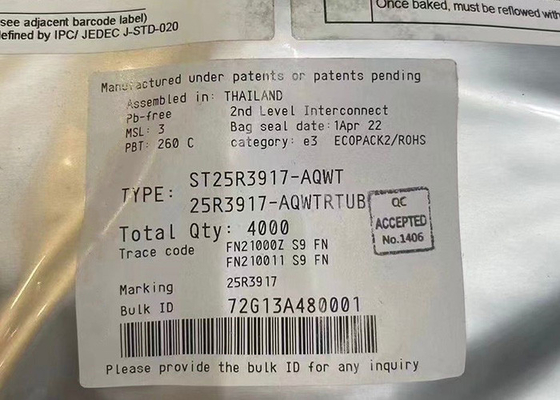 see adjacent barcode label)
defined by IPC/ JEDEC J-STD-020
Once baked, must be reflowed with
Manufactured under patents or patents pending
Assembled in: THAILAND
Pb-free 2nd Level Interconnect
MSL: 3 Bag seal date:1Apr 22
PBT: 260 C category: e3 ECOPACK2/ROHS
TYPE: ST25R3917-AQWT
25R3917-AQWTRTUB
QC
ACCEPTED
No.1406
Total Qty: 4000
Trace code FN21000Z S9 FN
FN210011 S9 FN
Marking 25R3917
Bulk ID 72G13A480001
Please provide the bulk ID for any inquiry